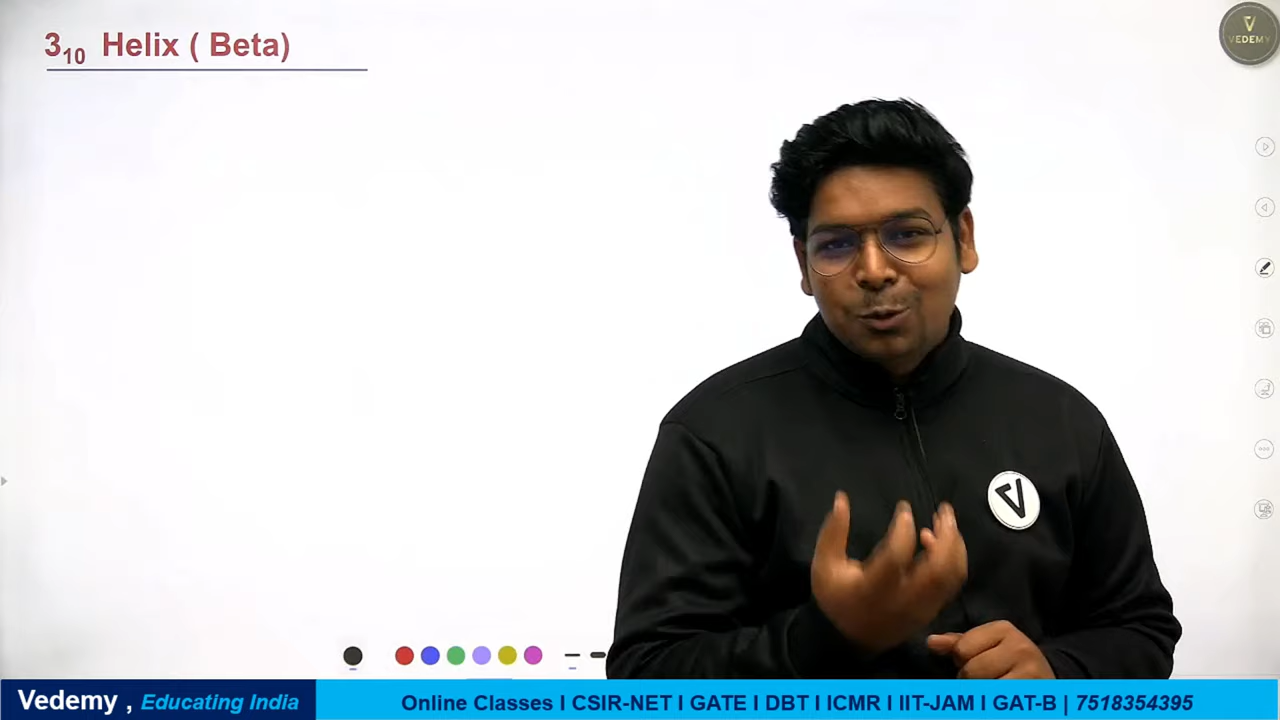 3₁₀ Helix ( Beta)
V
VEDEMY
V
Vedemy , Educating India
Online Classes I CSIR-NET I GATE I DBT I ICMR I IIT-JAM I GAT-B | 7518354395